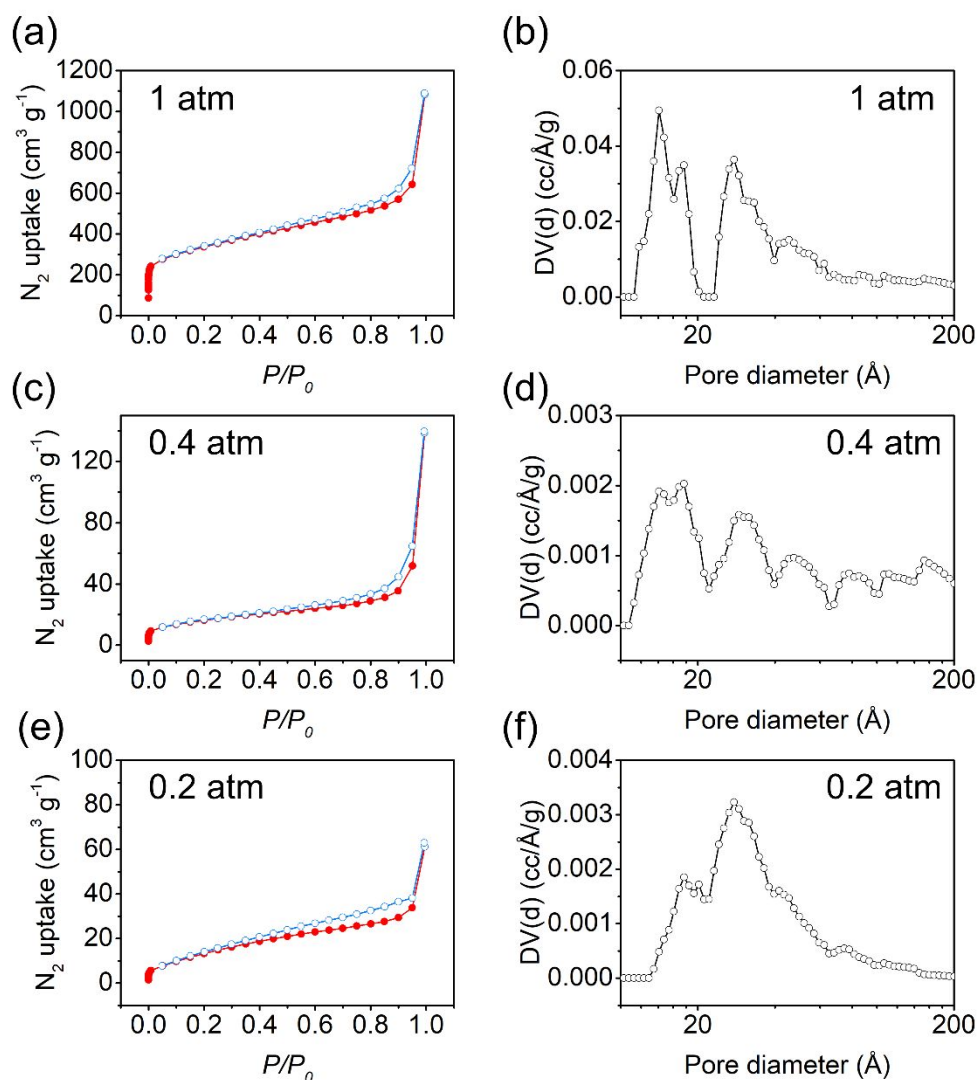 (a)
1 atm
1200
1000
800
600
400
200
0
N₂ uptake (cm³ g⁻¹)
0.0 0.2 0.4 0.6 0.8 1.0
P/P₀
(b)
1 atm
0.06
0.04
0.02
0.00
DV(d) (cc/Å/g)
20 200
Pore diameter (Å)
(c)
0.4 atm
120
80
40
0
N₂ uptake (cm³ g⁻¹)
0.0 0.2 0.4 0.6 0.8 1.0
P/P₀
(d)
0.4 atm
0.003
0.002
0.001
0.000
DV(d) (cc/Å/g)
20 200
Pore diameter (Å)
(e)
0.2 atm
100
80
60
40
20
0
N₂ uptake (cm³ g⁻¹)
0.0 0.2 0.4 0.6 0.8 1.0
P/P₀
(f)
0.2 atm
0.004
0.003
0.002
0.001
0.000
DV(d) (cc/Å/g)
20 200
Pore diameter (Å)